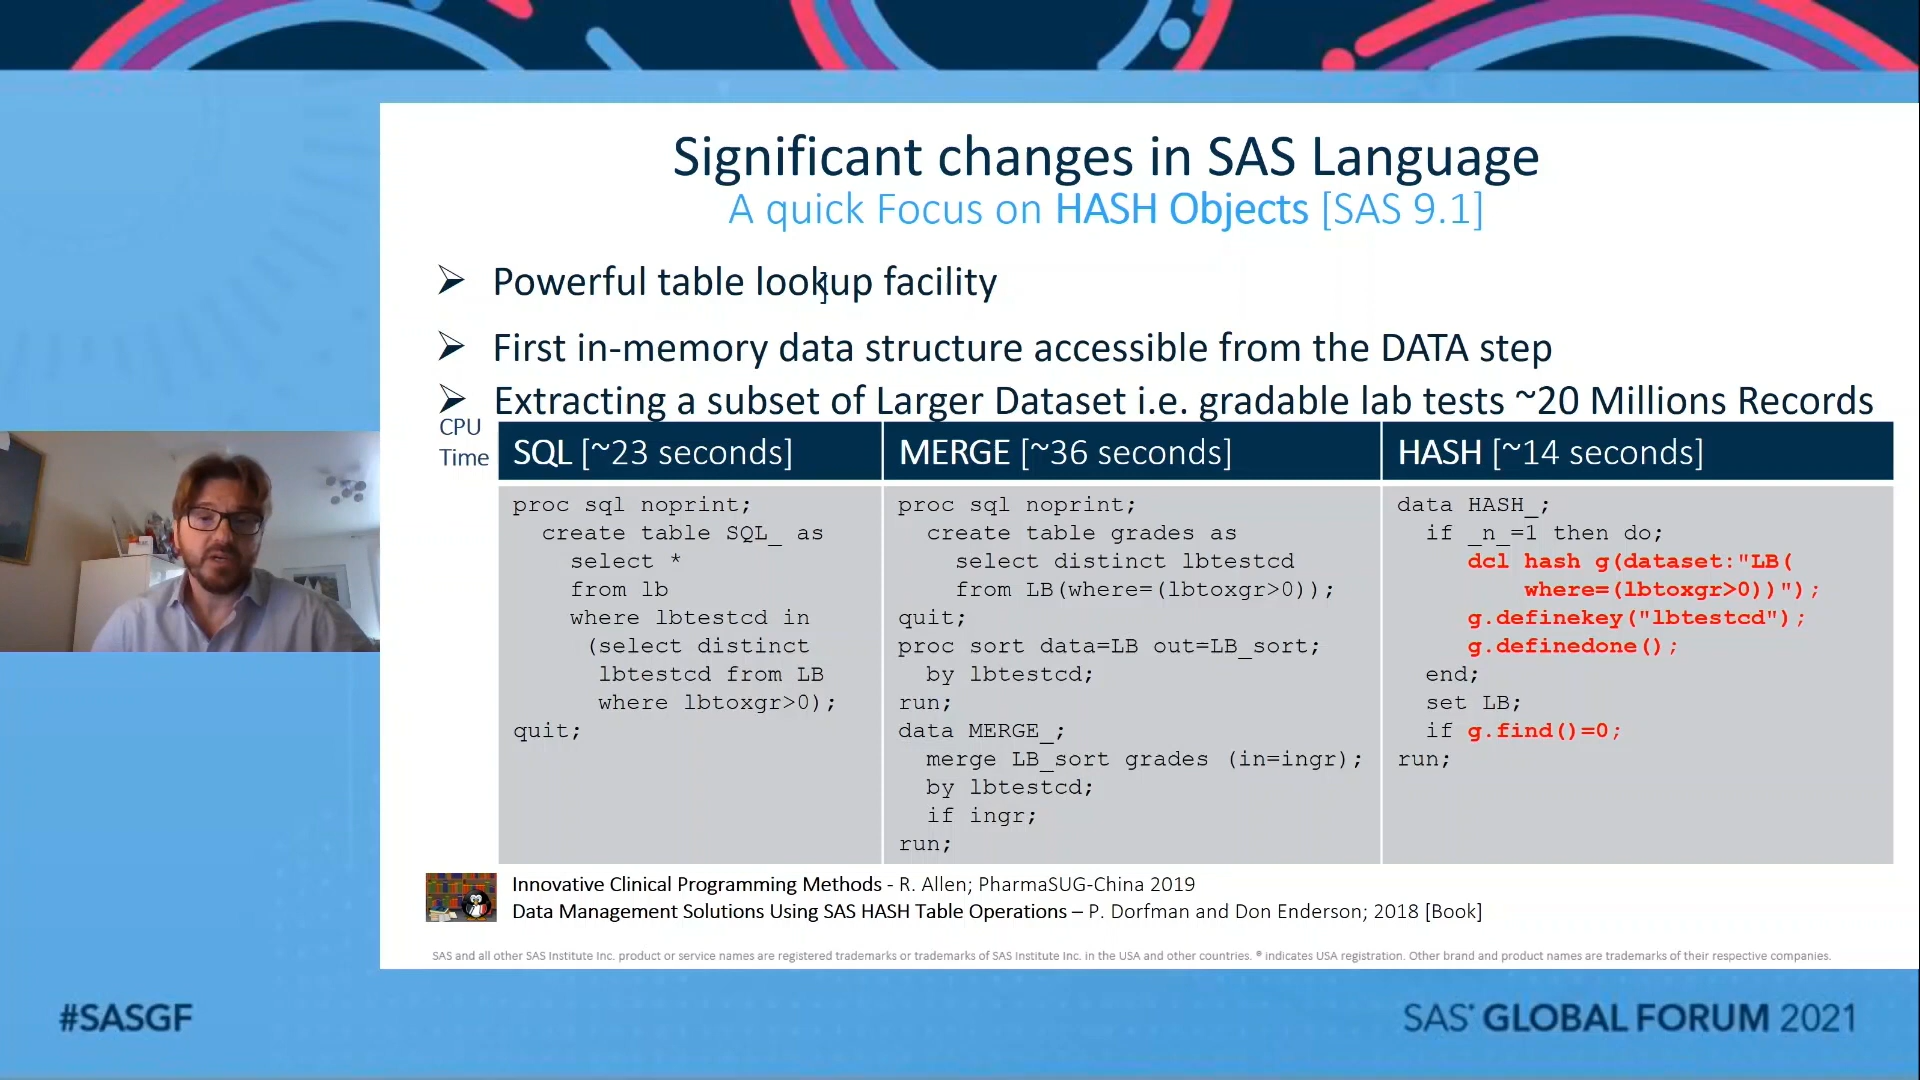 Significant changes in SAS Language
A quick Focus on HASH Objects [SAS 9.1]
➢ Powerful table lookup facility
➢ First in-memory data structure accessible from the DATA step
➢ Extracting a subset of Larger Dataset i.e. gradable lab tests ~20 Millions Records
CPU
Time
SQL [~23 seconds]
proc sql noprint;
create table SQL_ as
select *
from lb
where lbtestcd in
(select distinct
lbtestcd from LB
where lbtoxgr>0);
quit;
MERGE [~36 seconds]
proc sql noprint;
create table grades as
select distinct lbtestcd
from LB(where=(lbtoxgr>0));
quit;
proc sort data=LB out=LB_sort;
by lbtestcd;
run;
data MERGE_;
merge LB_sort grades (in=ingr);
by lbtestcd;
if ingr;
run;
HASH [~14 seconds]
data HASH_;
if _n_=1 then do;
dcl hash g(dataset:"LB(
where=(lbtoxgr>0))");
g.definekey("lbtestcd");
g.definedone();
end;
set LB;
if g.find()=0;
run;
Innovative Clinical Programming Methods - R. Allen; PharmaSUG-China 2019
Data Management Solutions Using SAS HASH Table Operations – P. Dorfman and Don Enderson; 2018 [Book]
SAS and all other SAS Institute Inc. product or service names are registered trademarks or trademarks of SAS Institute Inc. in the USA and other countries. ® indicates USA registration. Other brand and product names are trademarks of their respective companies.
#SASGF
SAS® GLOBAL FORUM 2021